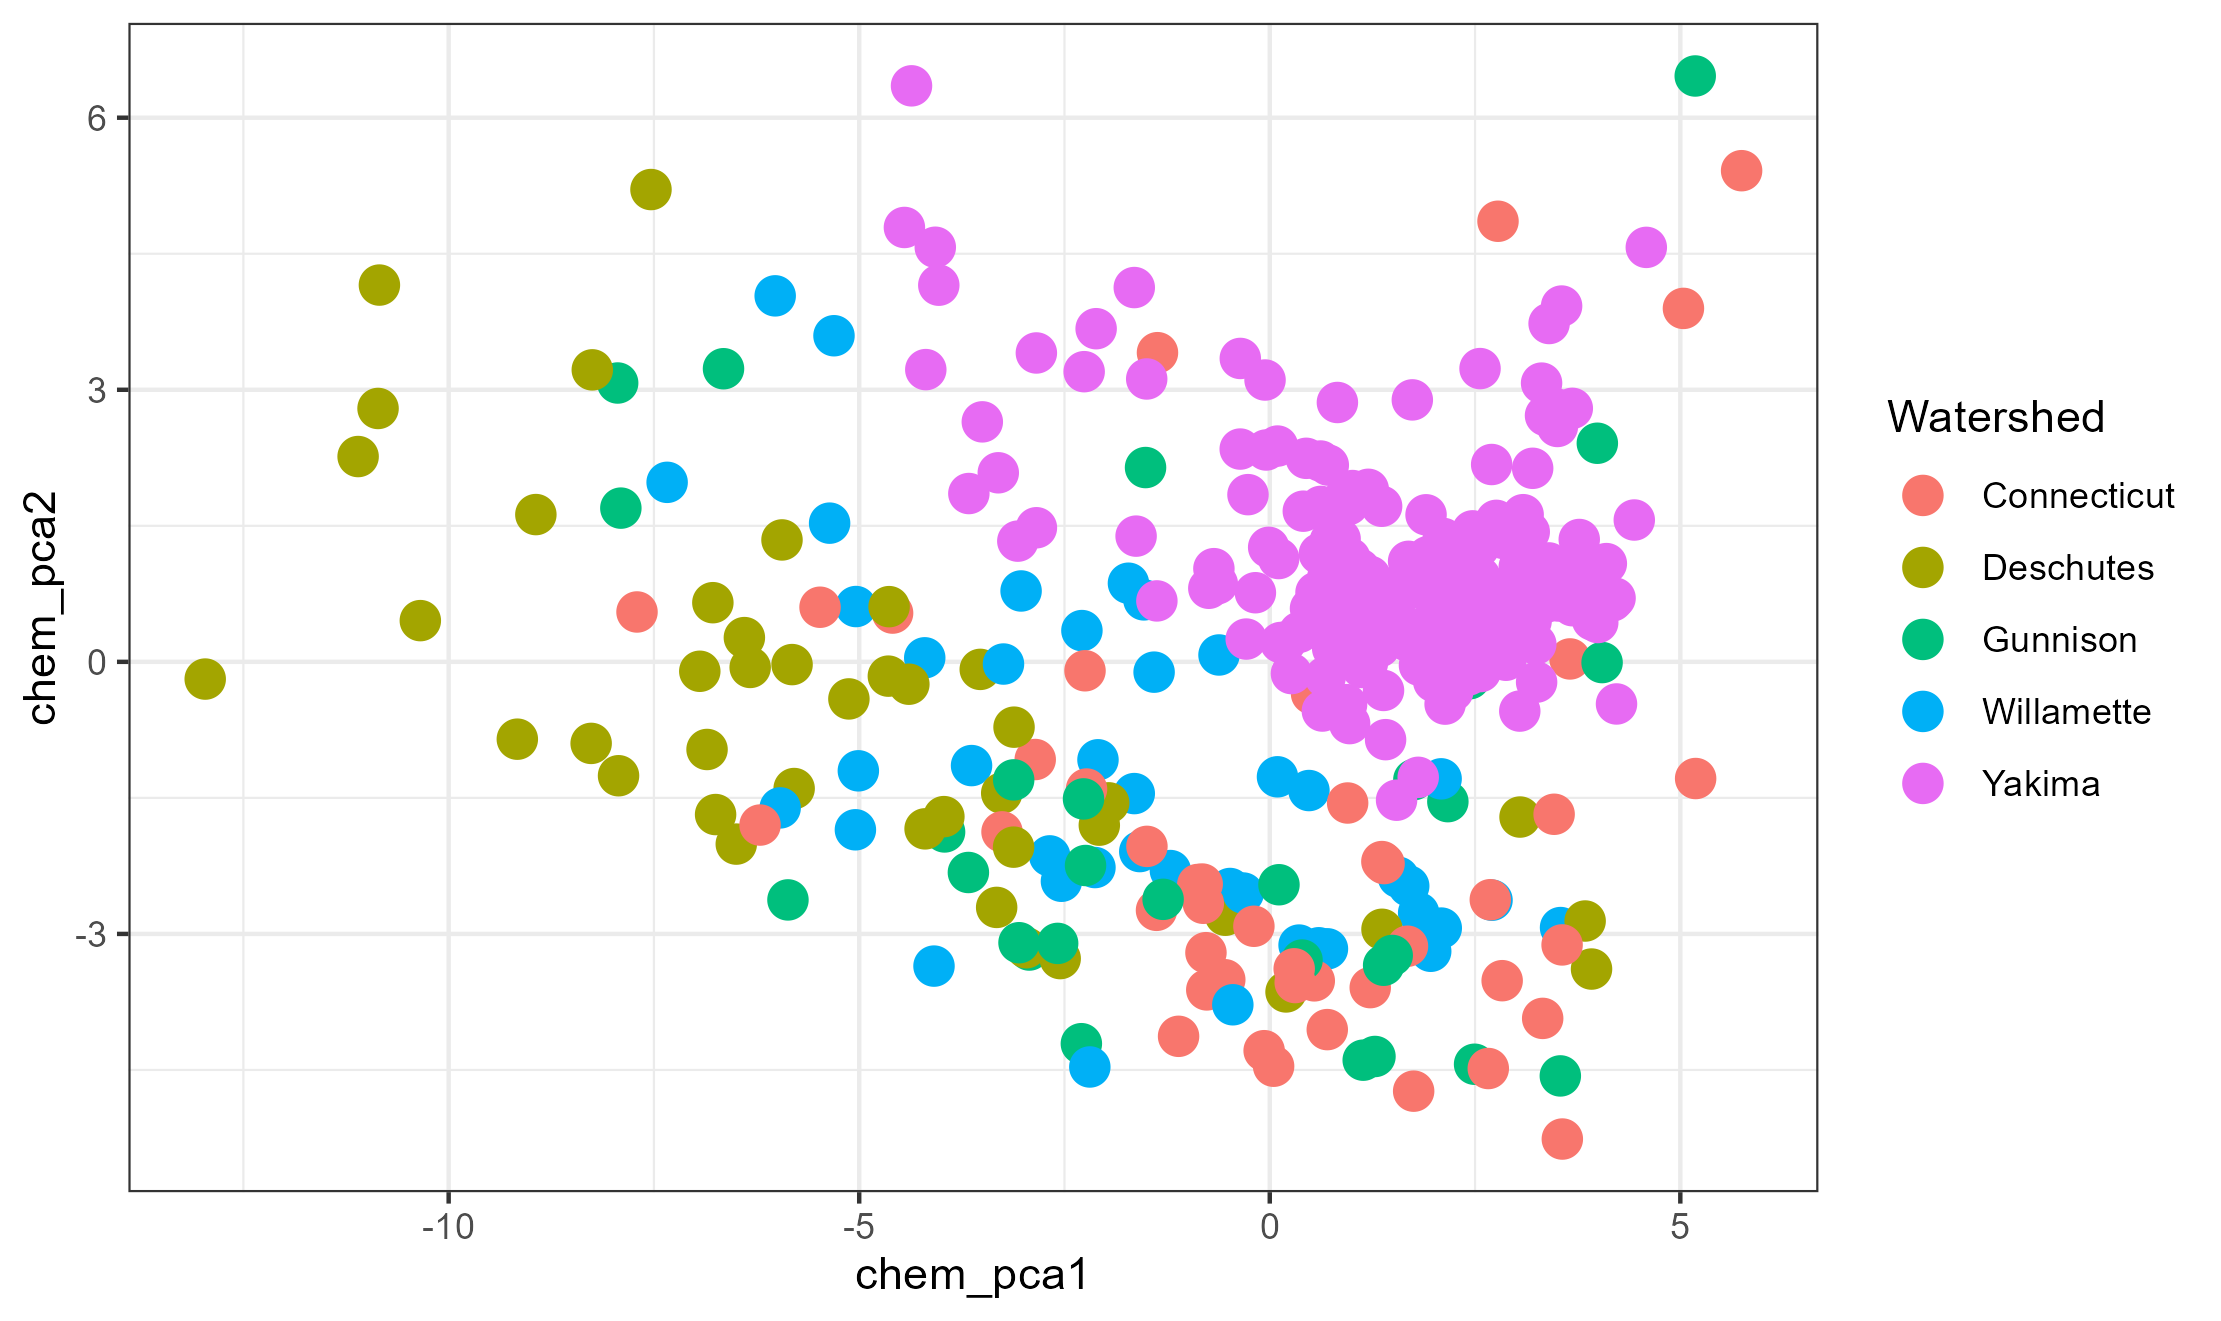 6
3
0
-3
chem_pca2
-10
-5
0
5
chem_pca1
Watershed
Connecticut
Deschutes
Gunnison
Willamette
Yakima